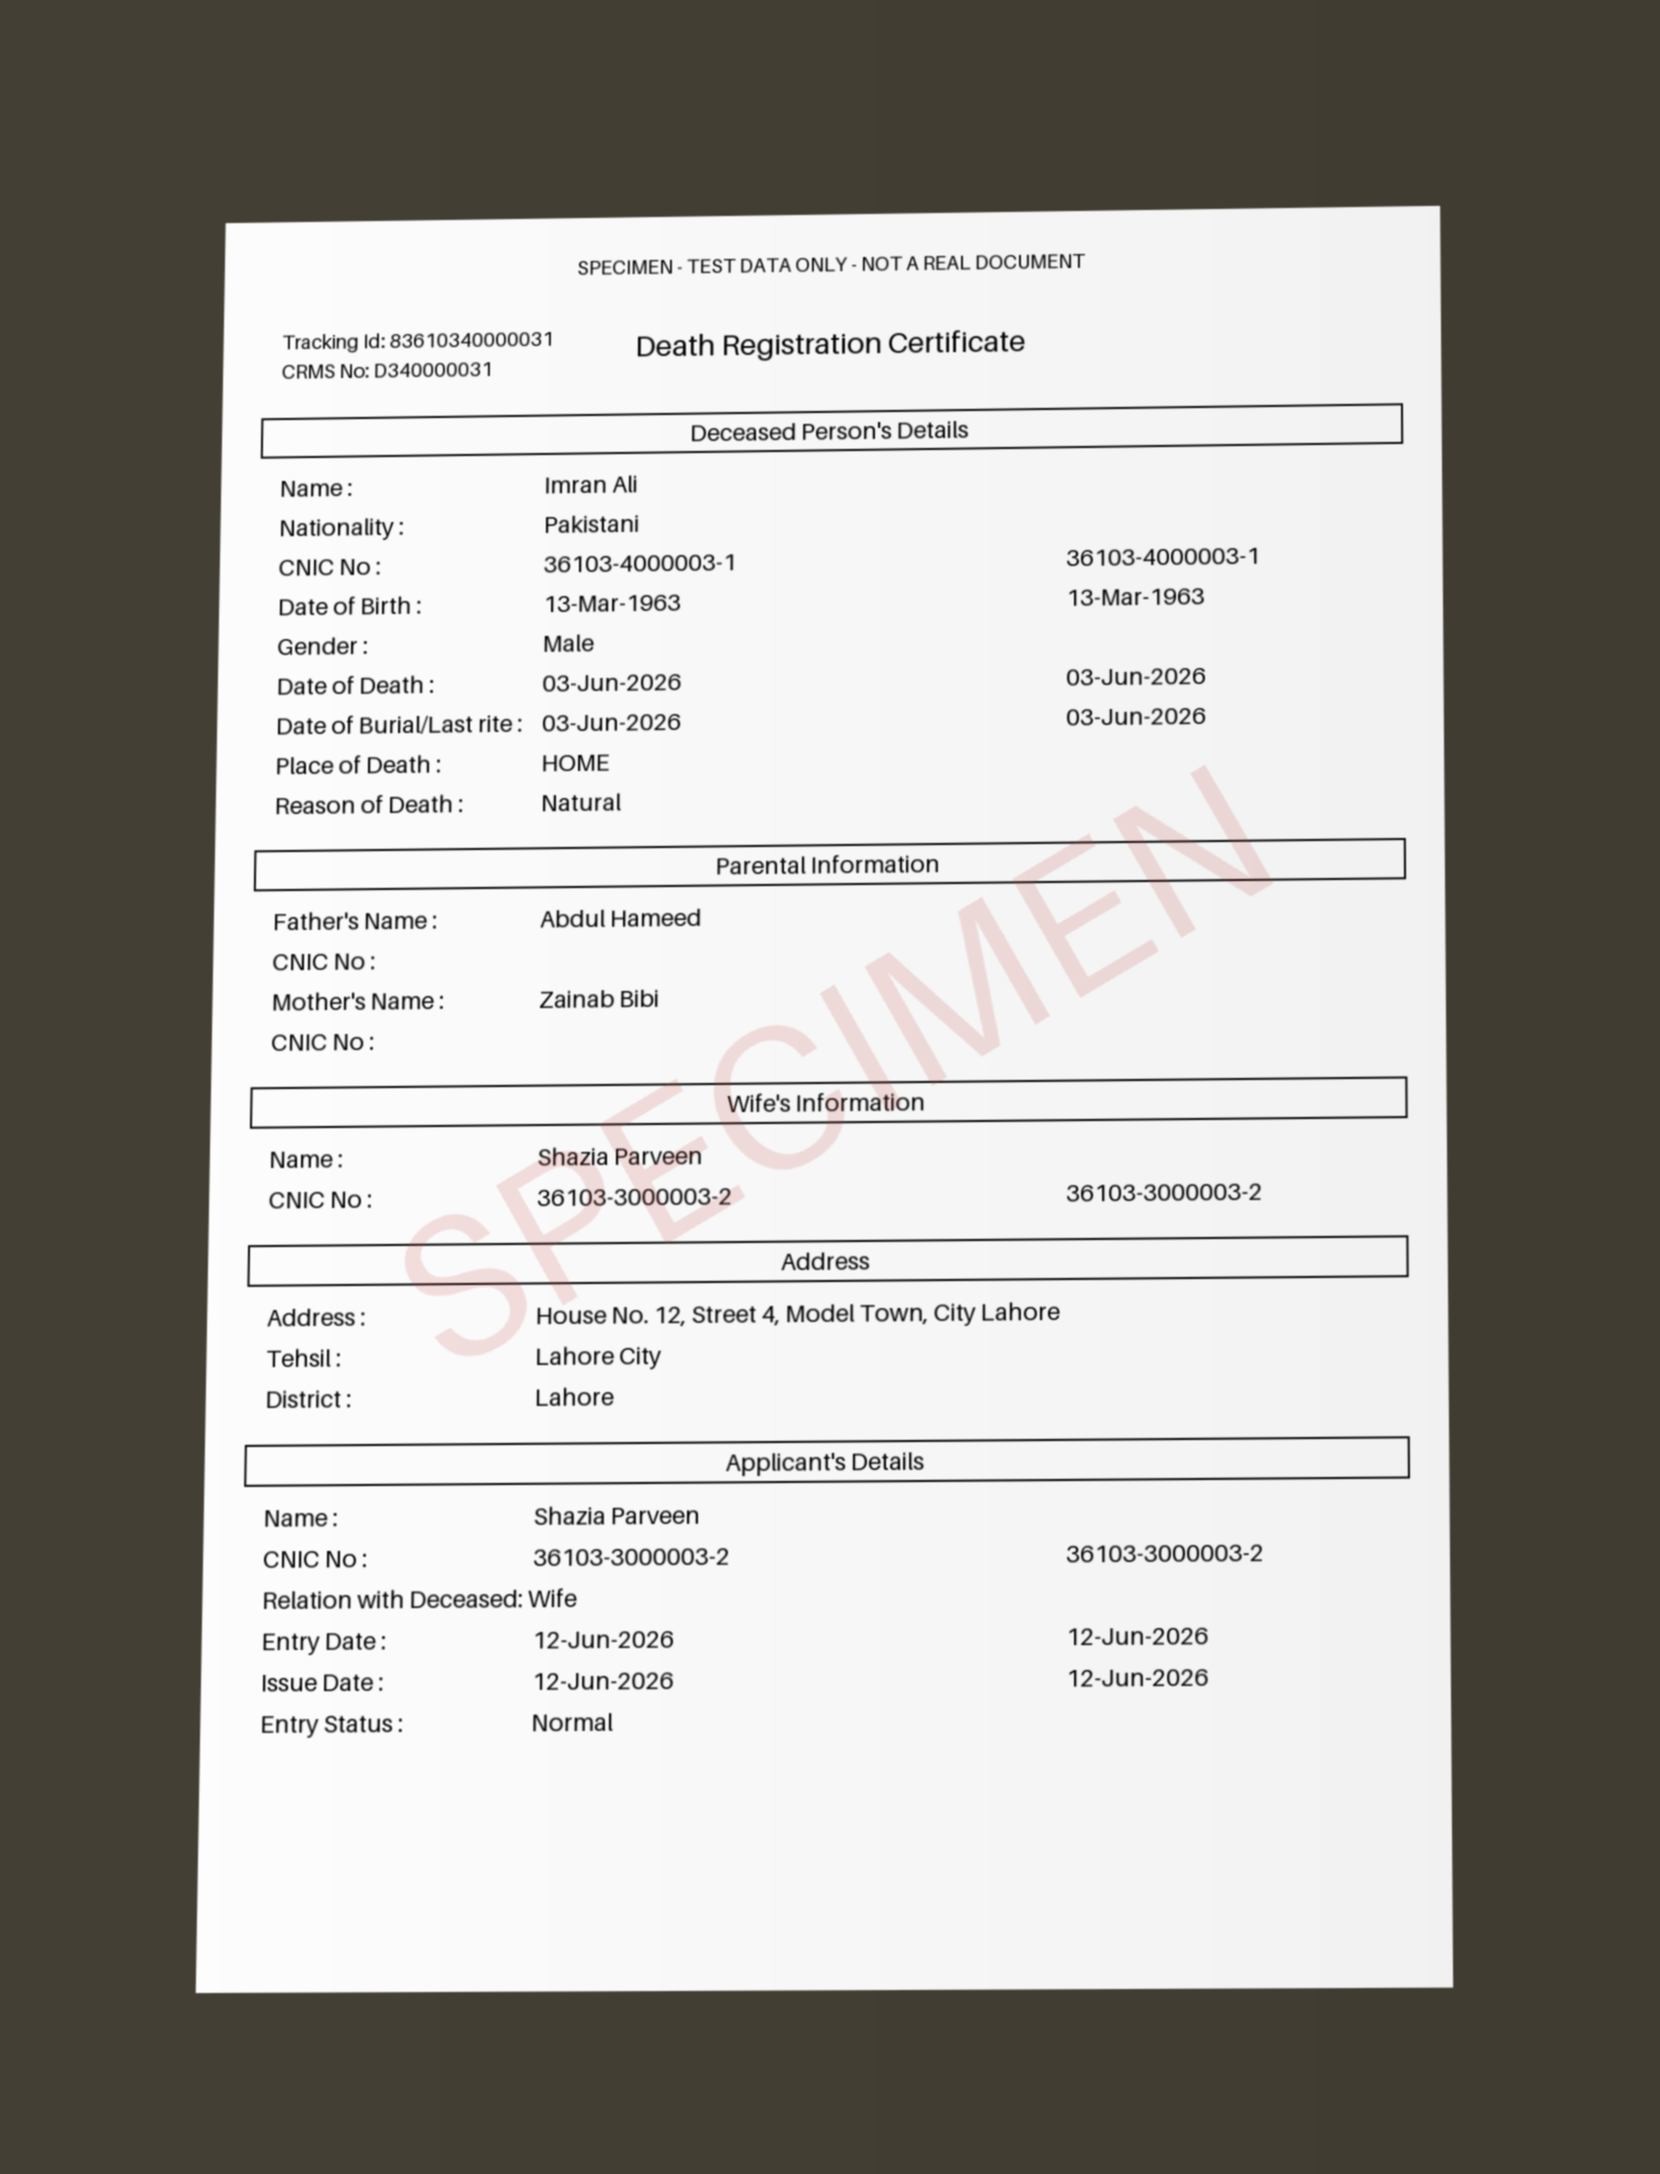 SPECIMEN - TEST DATA ONLY - NOT A REAL DOCUMENT
Tracking Id: 83610340000031
Death Registration Certificate
CRMS No: D340000031
Deceased Person's Details
Name : Imran Ali
Nationality : Pakistani
CNIC No : 36103-4000003-1 36103-4000003-1
Date of Birth : 13-Mar-1963 13-Mar-1963
Gender : Male
Date of Death : 03-Jun-2026 03-Jun-2026
Date of Burial/Last rite : 03-Jun-2026 03-Jun-2026
Place of Death : HOME
Reason of Death : Natural
Parental Information
Father's Name : Abdul Hameed
CNIC No :
Mother's Name : Zainab Bibi
CNIC No :
Wife's Information
Name : Shazia Parveen
CNIC No : 36103-3000003-2 36103-3000003-2
Address
Address : House No. 12, Street 4, Model Town, City Lahore
Tehsil : Lahore City
District : Lahore
Applicant's Details
Name : Shazia Parveen
CNIC No : 36103-3000003-2 36103-3000003-2
Relation with Deceased: Wife
Entry Date : 12-Jun-2026 12-Jun-2026
Issue Date : 12-Jun-2026 12-Jun-2026
Entry Status : Normal
SPECIMEN